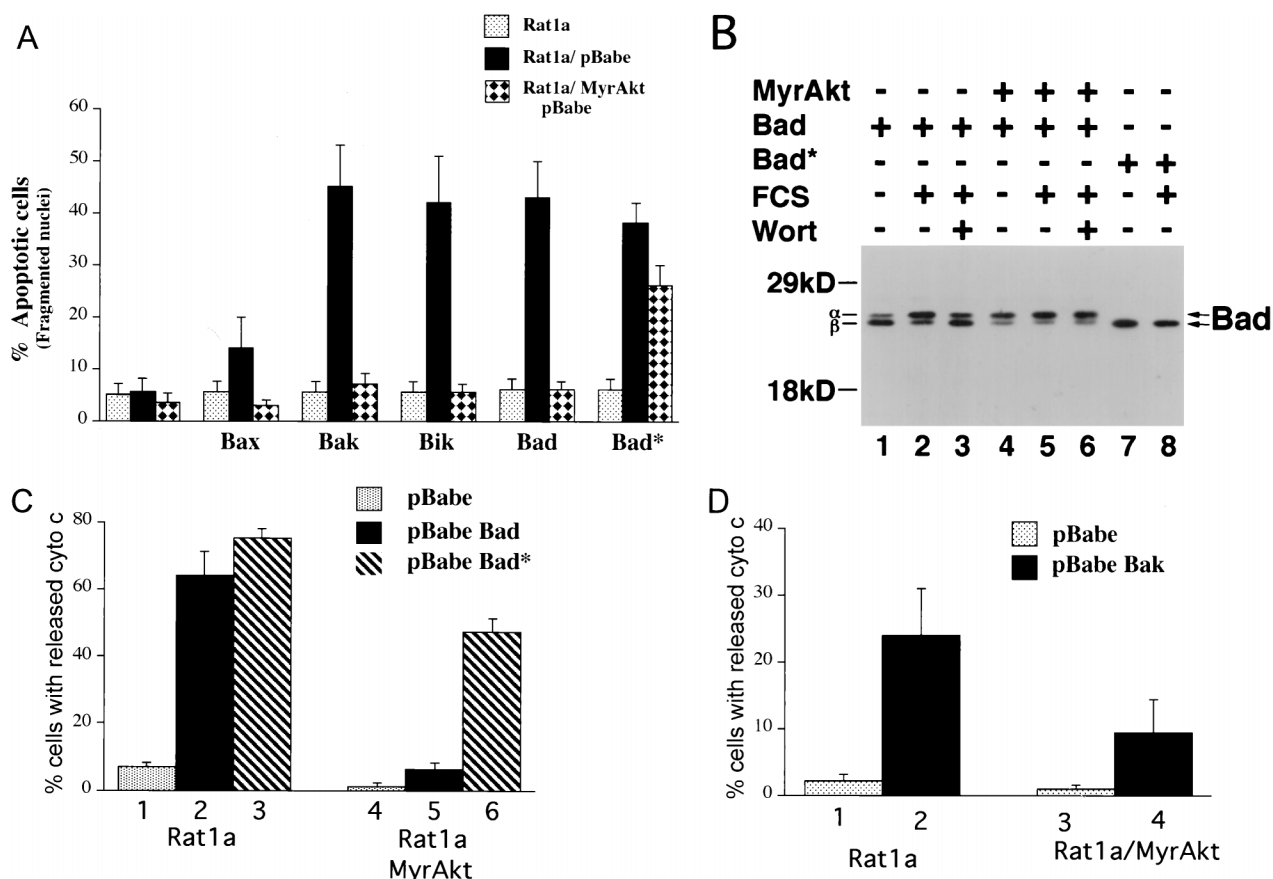 A
Rat1a
Rat1a/ pBabe
Rat1a/ MyrAkt
pBabe
% Apoptotic cells
(Fragmented nuclei)
60
50
40
30
20
10
0
Bax Bak Bik Bad Bad*
B
MyrAkt - - - + + + - -
Bad + + + + + + - -
Bad* - - - - - - + +
FCS - + + - + + - +
Wort - - + - - + - -
29kD
α
β
Bad
18kD
1 2 3 4 5 6 7 8
C
pBabe
pBabe Bad
pBabe Bad*
% cells with released cyto c
80
60
40
20
0
1 2 3 4 5 6
Rat1a Rat1a
MyrAkt
D
pBabe
pBabe Bak
% cells with released cyto c
40
30
20
10
0
1 2 3 4
Rat1a Rat1a/MyrAkt